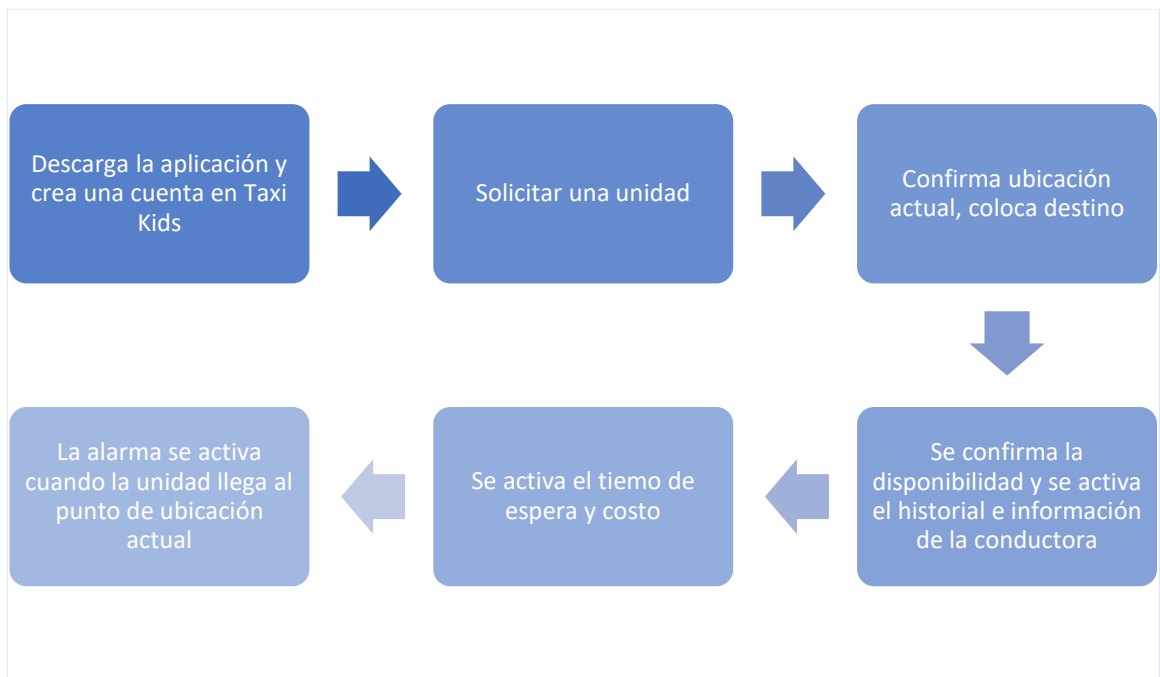 Descarga la aplicación y
crea una cuenta en Taxi
Kids
Solicitar una unidad
Confirma ubicación
actual, coloca destino
Se confirma la
disponibilidad y se activa
el historial e información
de la conductora
Se activa el tiemo de
espera y costo
La alarma se activa
cuando la unidad llega al
punto de ubicación
actual